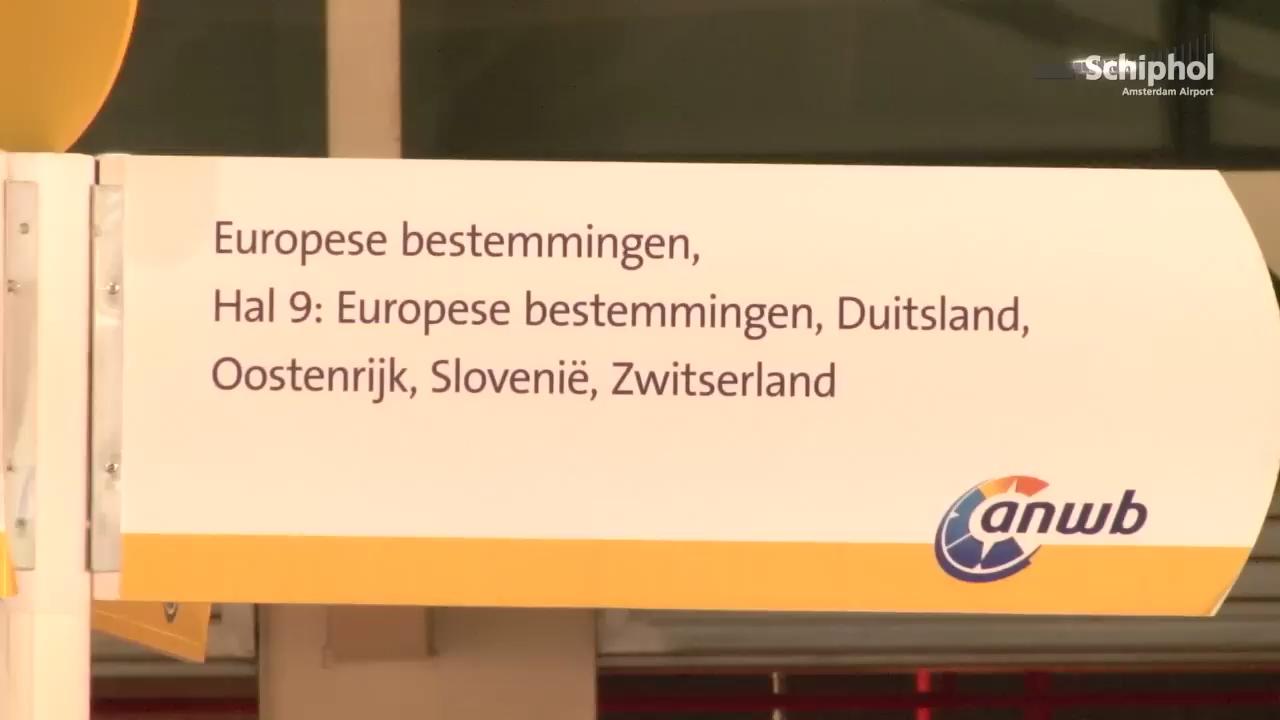 Schiphol
Amsterdam Airport
Europese bestemmingen,
Hal 9: Europese bestemmingen, Duitsland,
Oostenrijk, Slovenië, Zwitserland
anwb